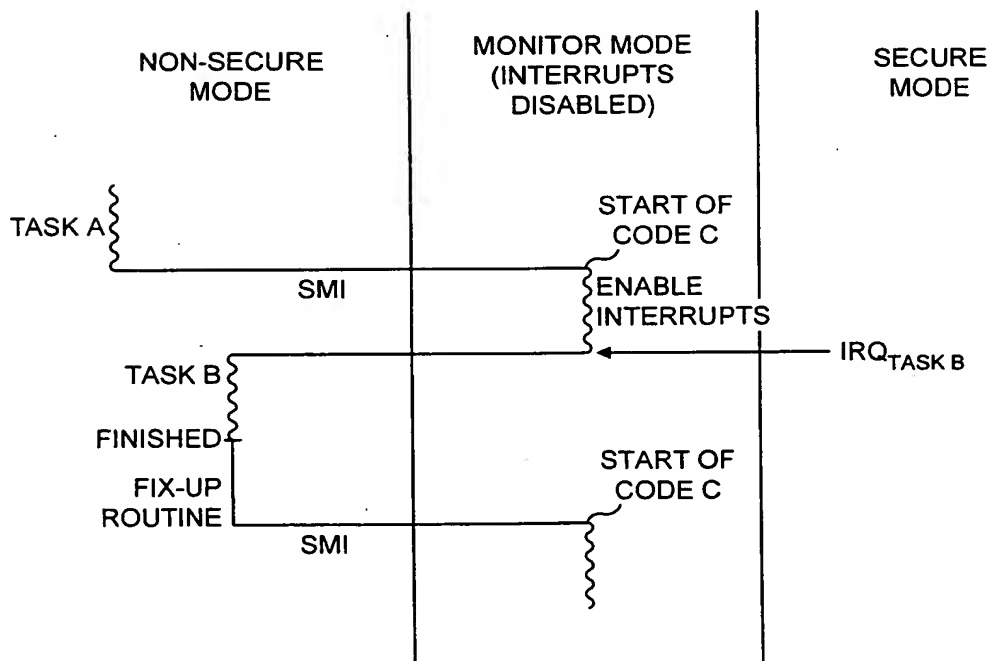 NON-SECURE
MODE
MONITOR MODE
(INTERRUPTS
DISABLED)
SECURE
MODE
TASK A
START OF
CODE C
SMI
ENABLE
INTERRUPTS
IRQTASK B
TASK B
FINISHED
FIX-UP
ROUTINE
START OF
CODE C
SMI